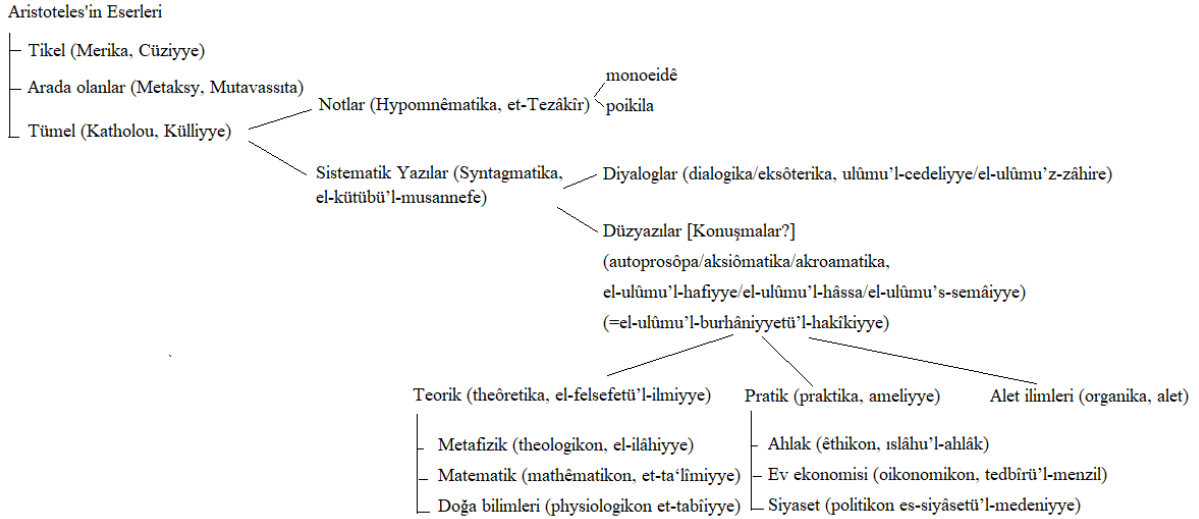 Aristoteles'in Eserleri
Tikel (Merika, Cüziyye)
Arada olanlar (Metaksy, Mutavassıta)
Tümel (Katholou, Külliyye)
Notlar (Hypomnêmatika, et-Tezâkîr)
monoeidê
poikila
Sistematik Yazılar (Syntagmatika,
el-kütübü’l-musannefe)
Diyaloglar (dialogika/eksôterika, ulûmu’l-cedeliyye/el-ulûmu’z-zâhire)
Düzyazılar [Konuşmalar?]
(autoprosôpa/aksiômatika/akroamatika,
el-ulûmu’l-hafiyye/el-ulûmu’l-hâssa/el-ulûmu’s-semâiyye)
(=el-ulûmu’l-burhâniyyetü’l-hakîkiyye)
Teorik (theôretika, el-felsefetü’l-ilmiyye)
Metafizik (theologikon, el-ilâhiyye)
Matematik (mathêmatikon, et-ta‘lîmiyye)
Doğa bilimleri (physiologikon et-tabîiyye)
Pratik (praktika, ameliyye)
Ahlak (êthikon, ıslâhu’l-ahlâk)
Ev ekonomisi (oikonomikon, tedbîrü’l-menzil)
Siyaset (politikon es-siyâsetü’l-medeniyye)
Alet ilimleri (organika, alet)